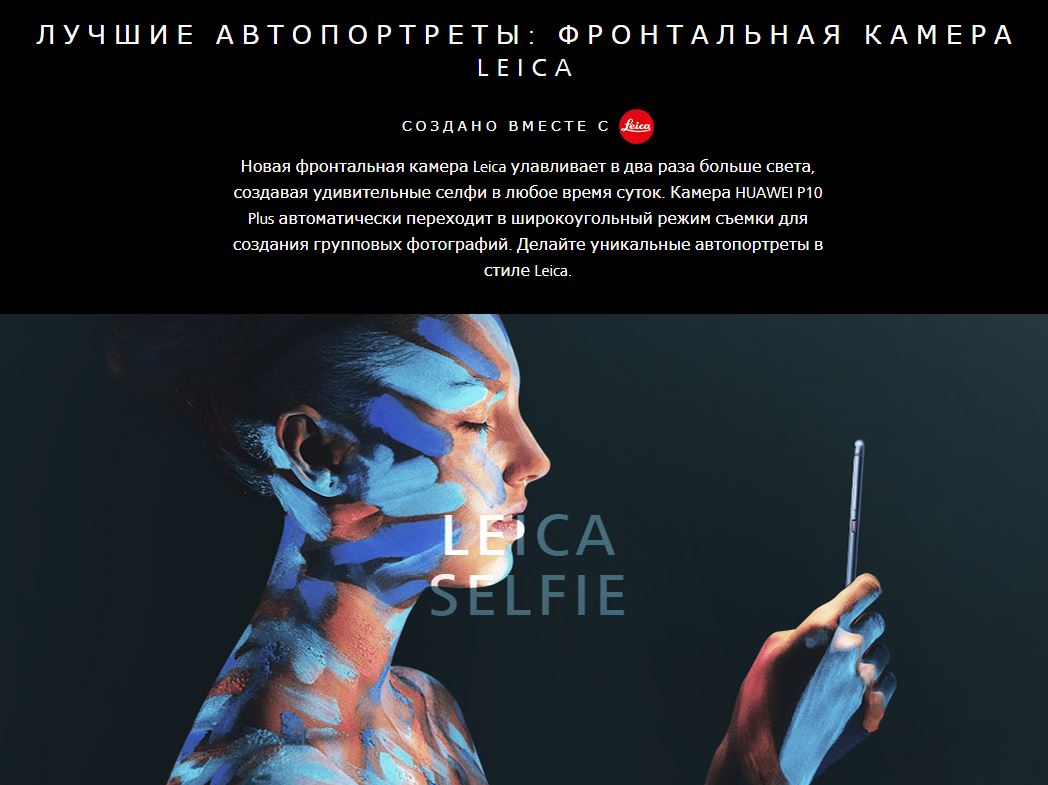 ЛУЧШИЕ АВТОПОРТРЕТЫ: ФРОНТАЛЬНАЯ КАМЕРА
LEICA
СОЗДАНО ВМЕСТЕ С Leica
Новая фронтальная камера Leica улавливает в два раза больше света,
создавая удивительные селфи в любое время суток. Камера HUAWEI P10
Plus автоматически переходит в широкоугольный режим съемки для
создания групповых фотографий. Делайте уникальные автопортреты в
стиле Leica.
LEICA
SELFIE